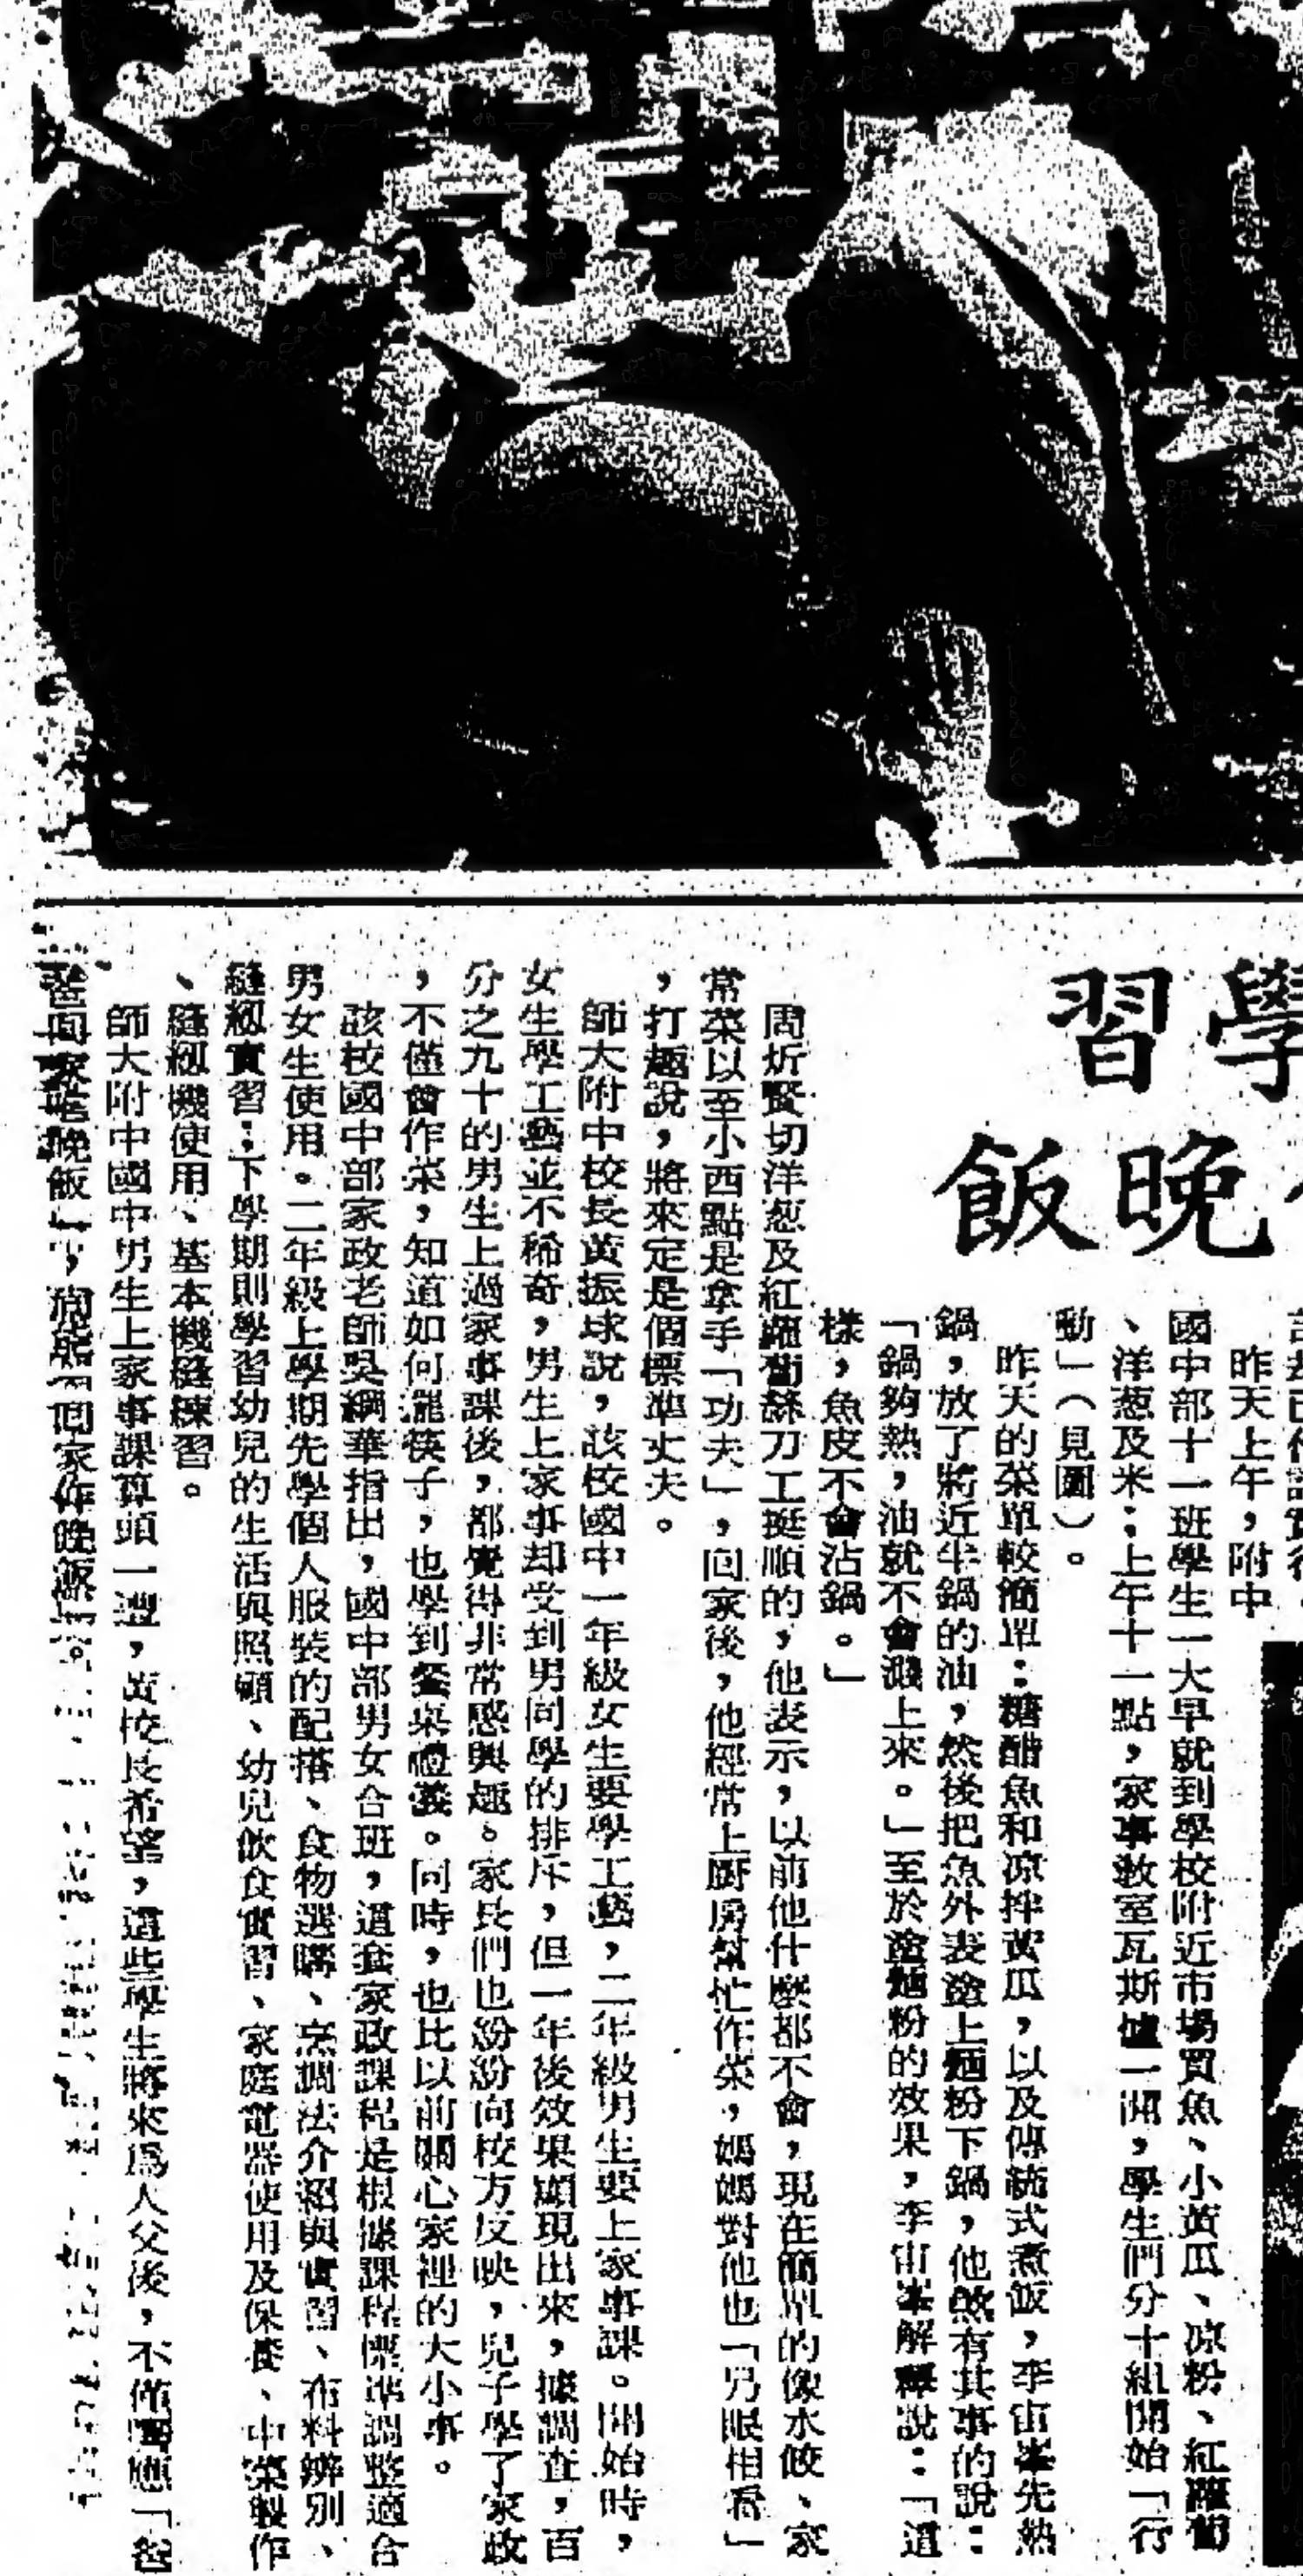 學
習
晚飯
昨天上午，附中
國中部十一班學生一大早就到學校附近市場買魚、小黃瓜、凉粉、紅蘿蔔
、洋葱及米；上午十一點，家事教室瓦斯爐一開，學生們分十組開始「行
動」（見圖）。
昨天的菜單較簡單：糖醋魚和凉拌黃瓜，以及傳統式煮飯，李宙峯先熱
鍋，放了將近半鍋的油，然後把魚外表塗上麵粉下鍋，他煞有其事的說：
「鍋夠熱，油就不會濺上來。」至於塗麵粉的效果，李宙峯解釋說：「這
樣，魚皮不會沾鍋。」
周炘賢切洋葱及紅蘿蔔絲刀工挺順的，他表示，以前他什麼都不會，現在簡單的像水餃、家
常菜以至小西點是拿手「功夫」，回家後，他經常上厨房幫忙作菜，媽媽對他也「另眼相看」
，打趣說，將來定是個標準丈夫。
師大附中校長黃振球說，該校國中一年級女生要學工藝，二年級男生要上家事課。開始時，
女生學工藝並不稀奇，男生上家事却受到男同學的排斥，但一年後效果顯現出來，據調查，百
分之九十的男生上過家事課後，都覺得非常感興趣。家長們也紛紛向校方反映，兒子學了家政
，不僅會作菜，知道如何擺筷子，也學到餐桌禮儀。同時，也比以前關心家裡的大小事。
該校國中部家政老師吳綢華指出，國中部男女合班，這套家政課程是根據課程標準調整適合
男女生使用。二年級上學期先學個人服裝的配搭、食物選購、烹調法介紹與實習、布料辨別、
縫紉實習；下學期則學習幼兒的生活與照顧、幼兒飲食實習、家庭電器使用及保養、中菜製作
、縫紉機使用、基本機縫練習。
師大附中國中男生上家事課算頭一遭，黃校長希望，這些學生將來爲人父後，不僅響應「爸
爸回家吃晚飯」，而能回家作晚飯。